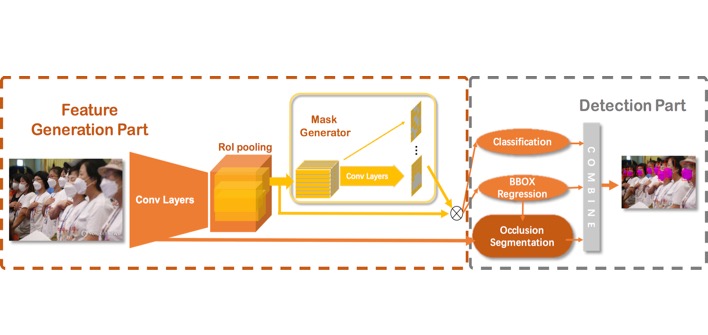 Feature
Generation Part
Mask
Generator
RoI pooling
Conv Layers
Conv Layers
...
Detection Part
Classification
BBOX
Regression
Occlusion
Segmentation
COMBINE